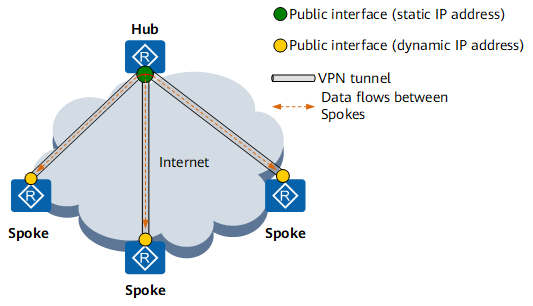 Public interface (static IP address)
Hub
R
Public interface (dynamic IP address)
VPN tunnel
Data flows between
Spokes
Internet
R
R
Spoke
Spoke
R
Spoke